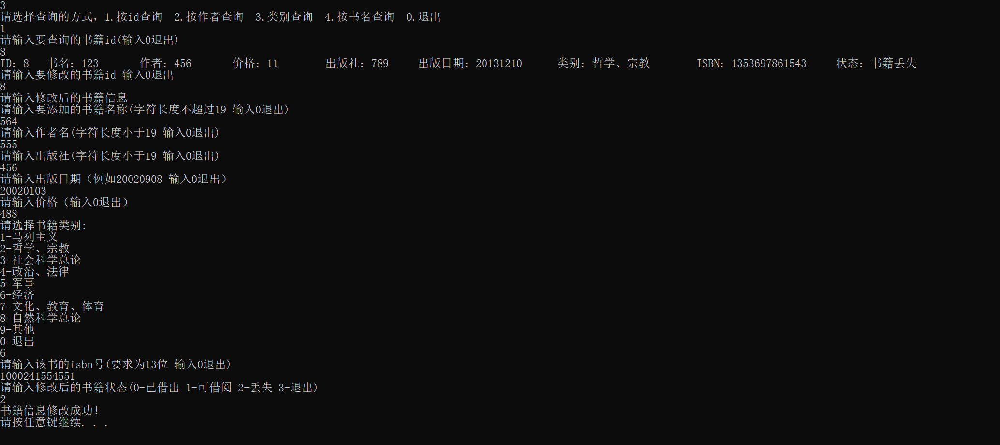 3
请选择查询的方式，1.按id查询  2.按作者查询  3.类别查询  4.按书名查询  0.退出
1
请输入要查询的书籍id(输入0退出)
8
ID：8   书名：123       作者：456       价格：11        出版社：789     出版日期：20131210      类别：哲学、宗教        ISBN：1353697861543     状态：书籍丢失
请输入要修改的书籍id 输入0退出
8
请输入修改后的书籍信息
请输入要添加的书籍名称(字符长度不超过19 输入0退出)
564
请输入作者名(字符长度小于19 输入0退出)
555
请输入出版社(字符长度小于19 输入0退出)
456
请输入出版日期（例如20020908 输入0退出）
20020103
请输入价格（输入0退出）
488
请选择书籍类别:
1-马列主义
2-哲学、宗教
3-社会科学总论
4-政治、法律
5-军事
6-经济
7-文化、教育、体育
8-自然科学总论
9-其他
0-退出
6
请输入该书的isbn号(要求为13位 输入0退出)
1000241554551
请输入修改后的书籍状态(0-已借出 1-可借阅 2-丢失 3-退出)
2
书籍信息修改成功!
请按任意键继续. . .